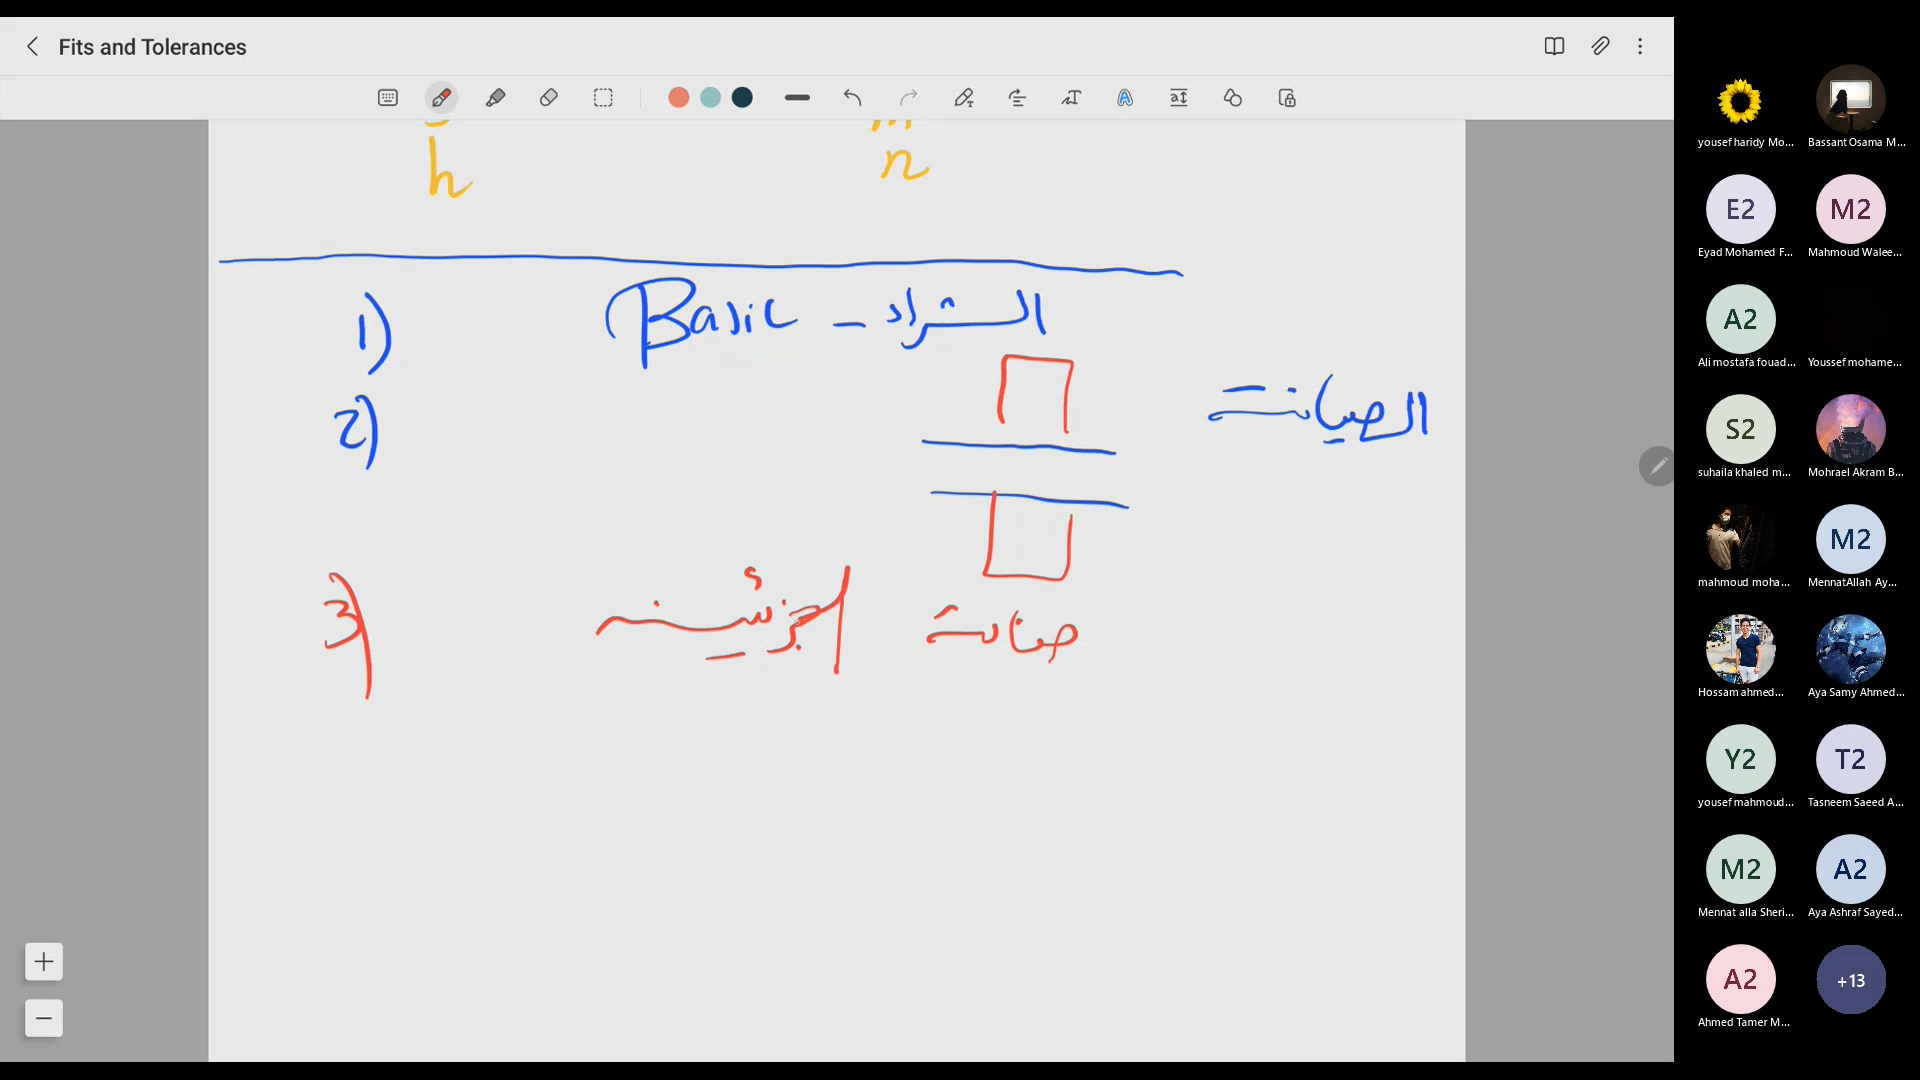 Fits and Tolerances
h
n
1) Basic -
2) الصيانة
3) صيانة
yousef haridy Mo...
Bassant Osama M...
E2
Eyad Mohamed F...
M2
Mahmoud Walee...
A2
Ali mostafa fouad...
Youssef mohame...
S2
suhaila khaled m...
Mohrael Akram B...
mahmoud moha...
M2
MennatAllah Ay...
Hossam ahmed...
Aya Samy Ahmed...
Y2
yousef mahmoud...
T2
Tasneem Saeed A...
M2
Mennat alla Sheri...
A2
Aya Ashraf Sayed...
A2
Ahmed Tamer M...
+13